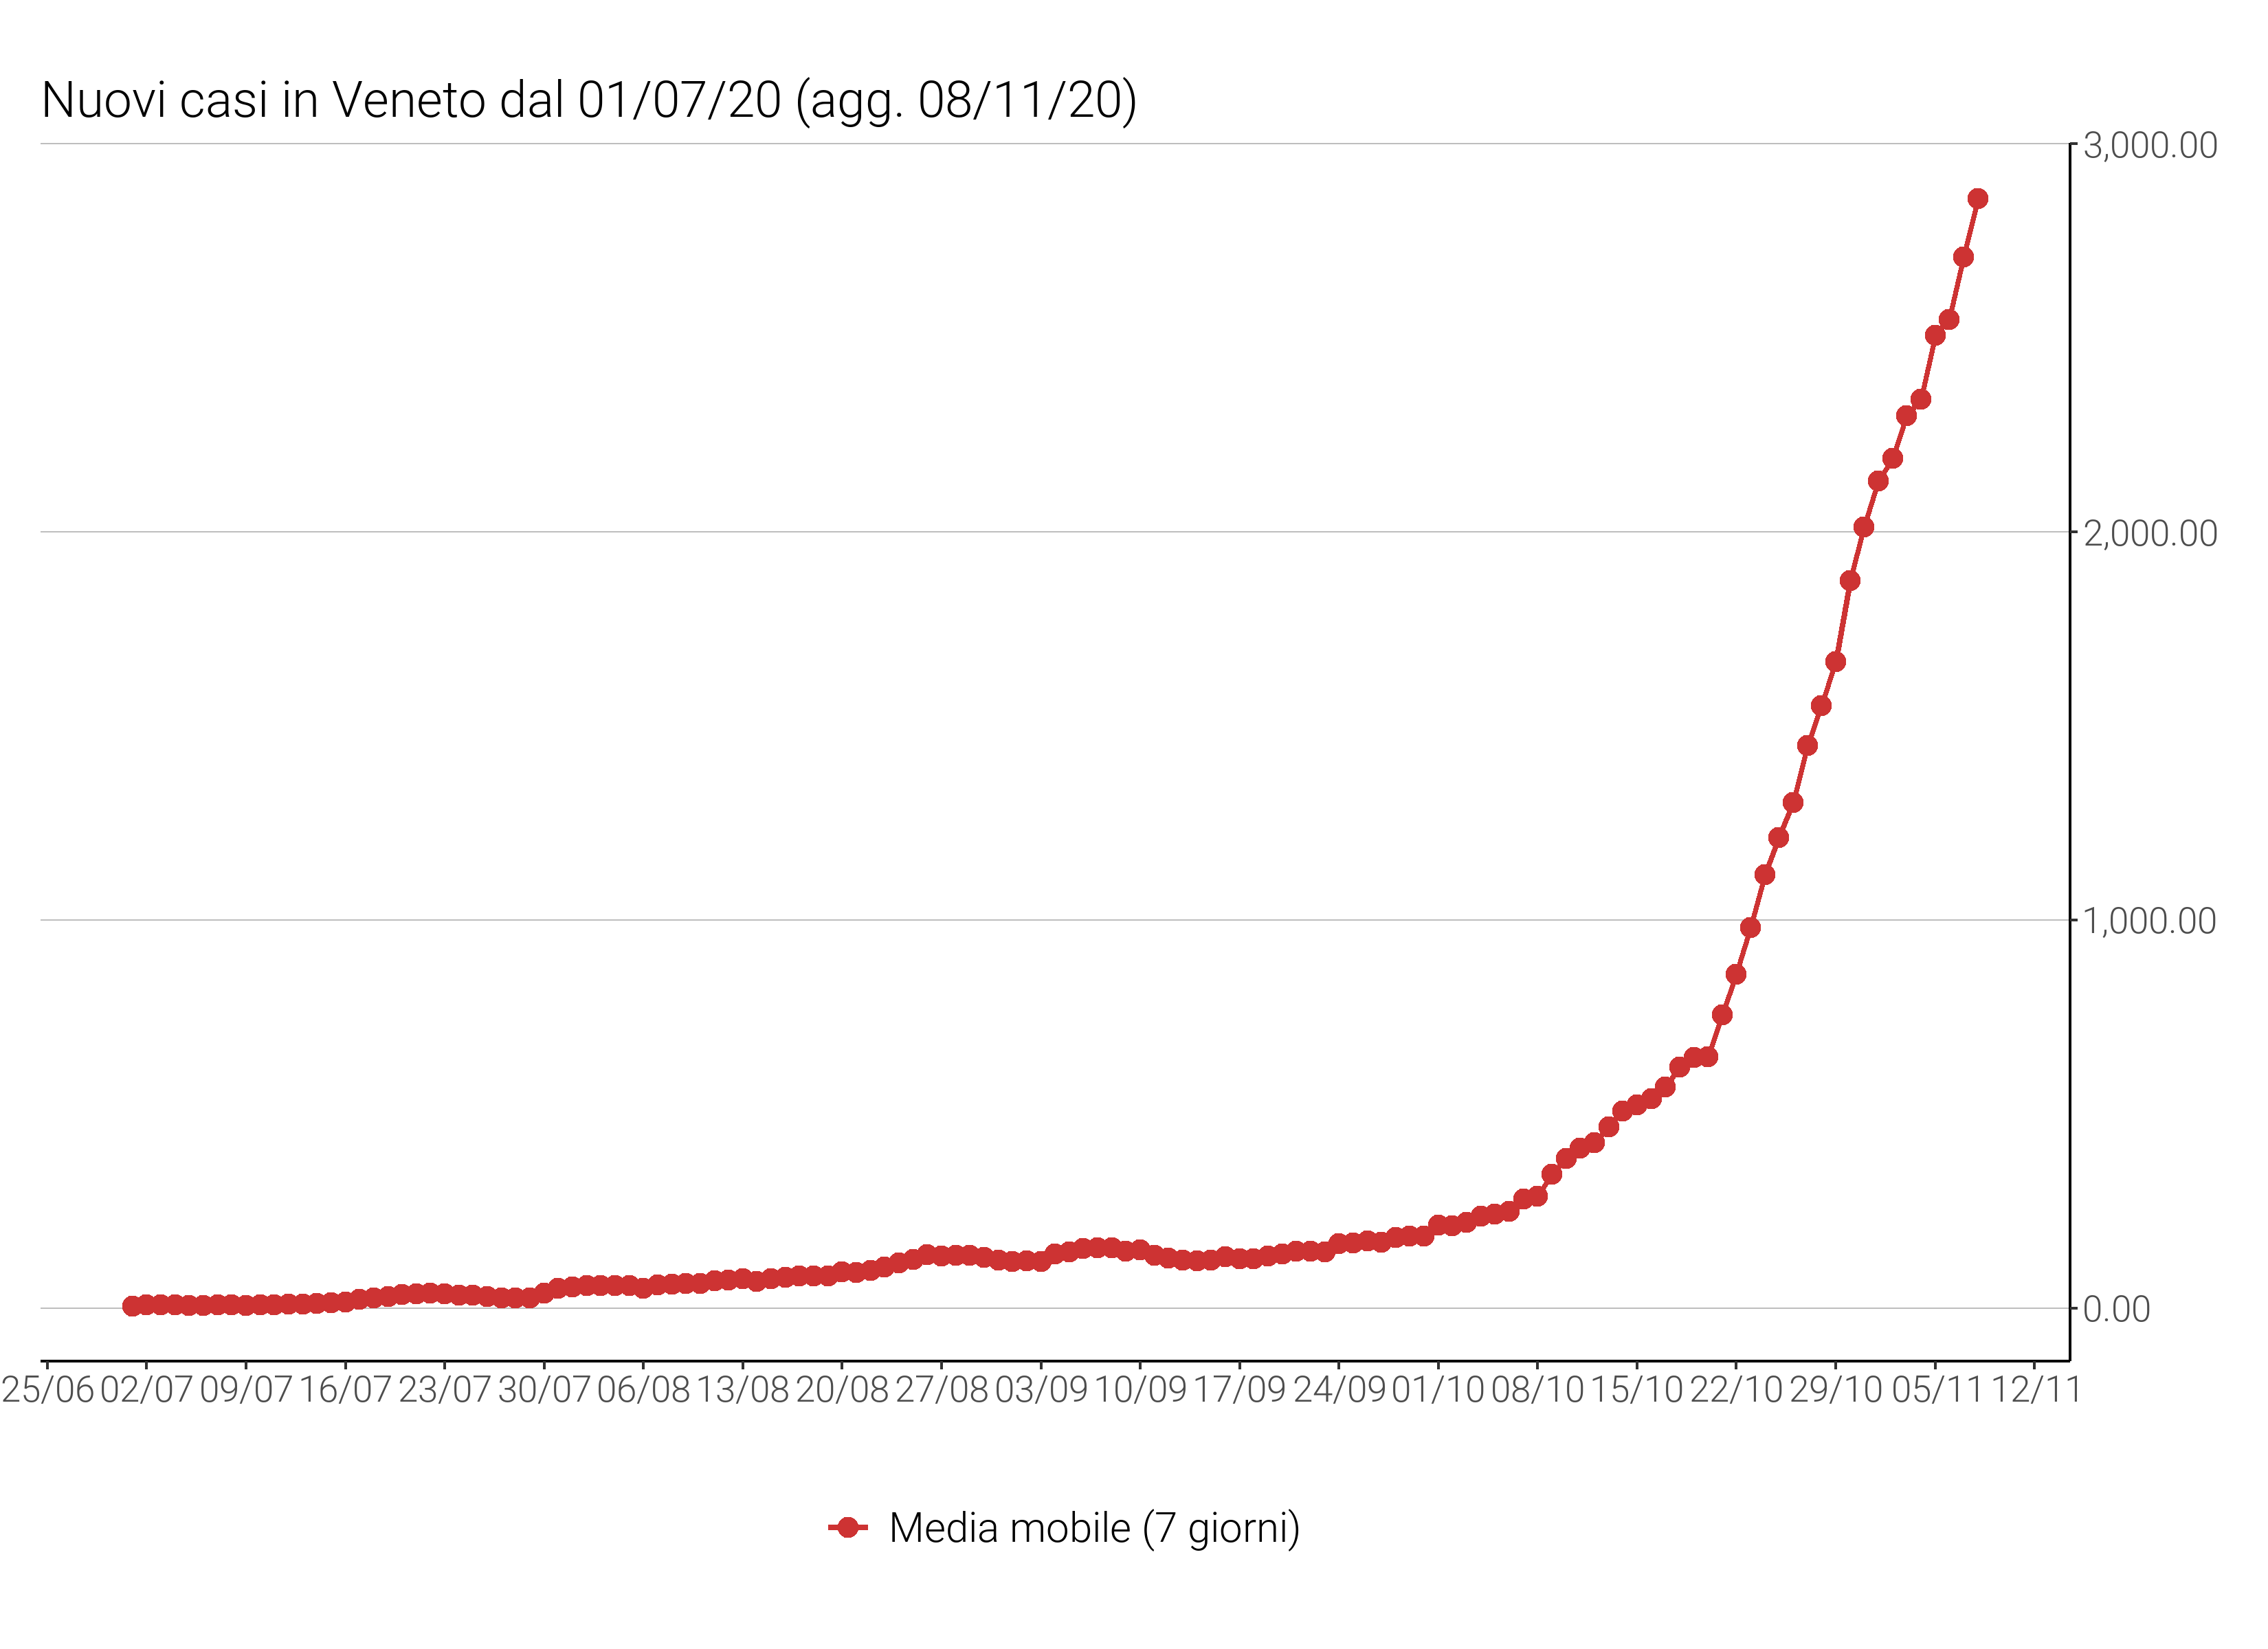 Nuovi casi in Veneto dal 01/07/20 (agg. 08/11/20)
3,000.00
2,000.00
1,000.00
0.00
25/06 02/07 09/07 16/07 23/07 30/07 06/08 13/08 20/08 27/08 03/09 10/09 17/09 24/09 01/10 08/10 15/10 22/10 29/10 05/11 12/11
Media mobile (7 giorni)